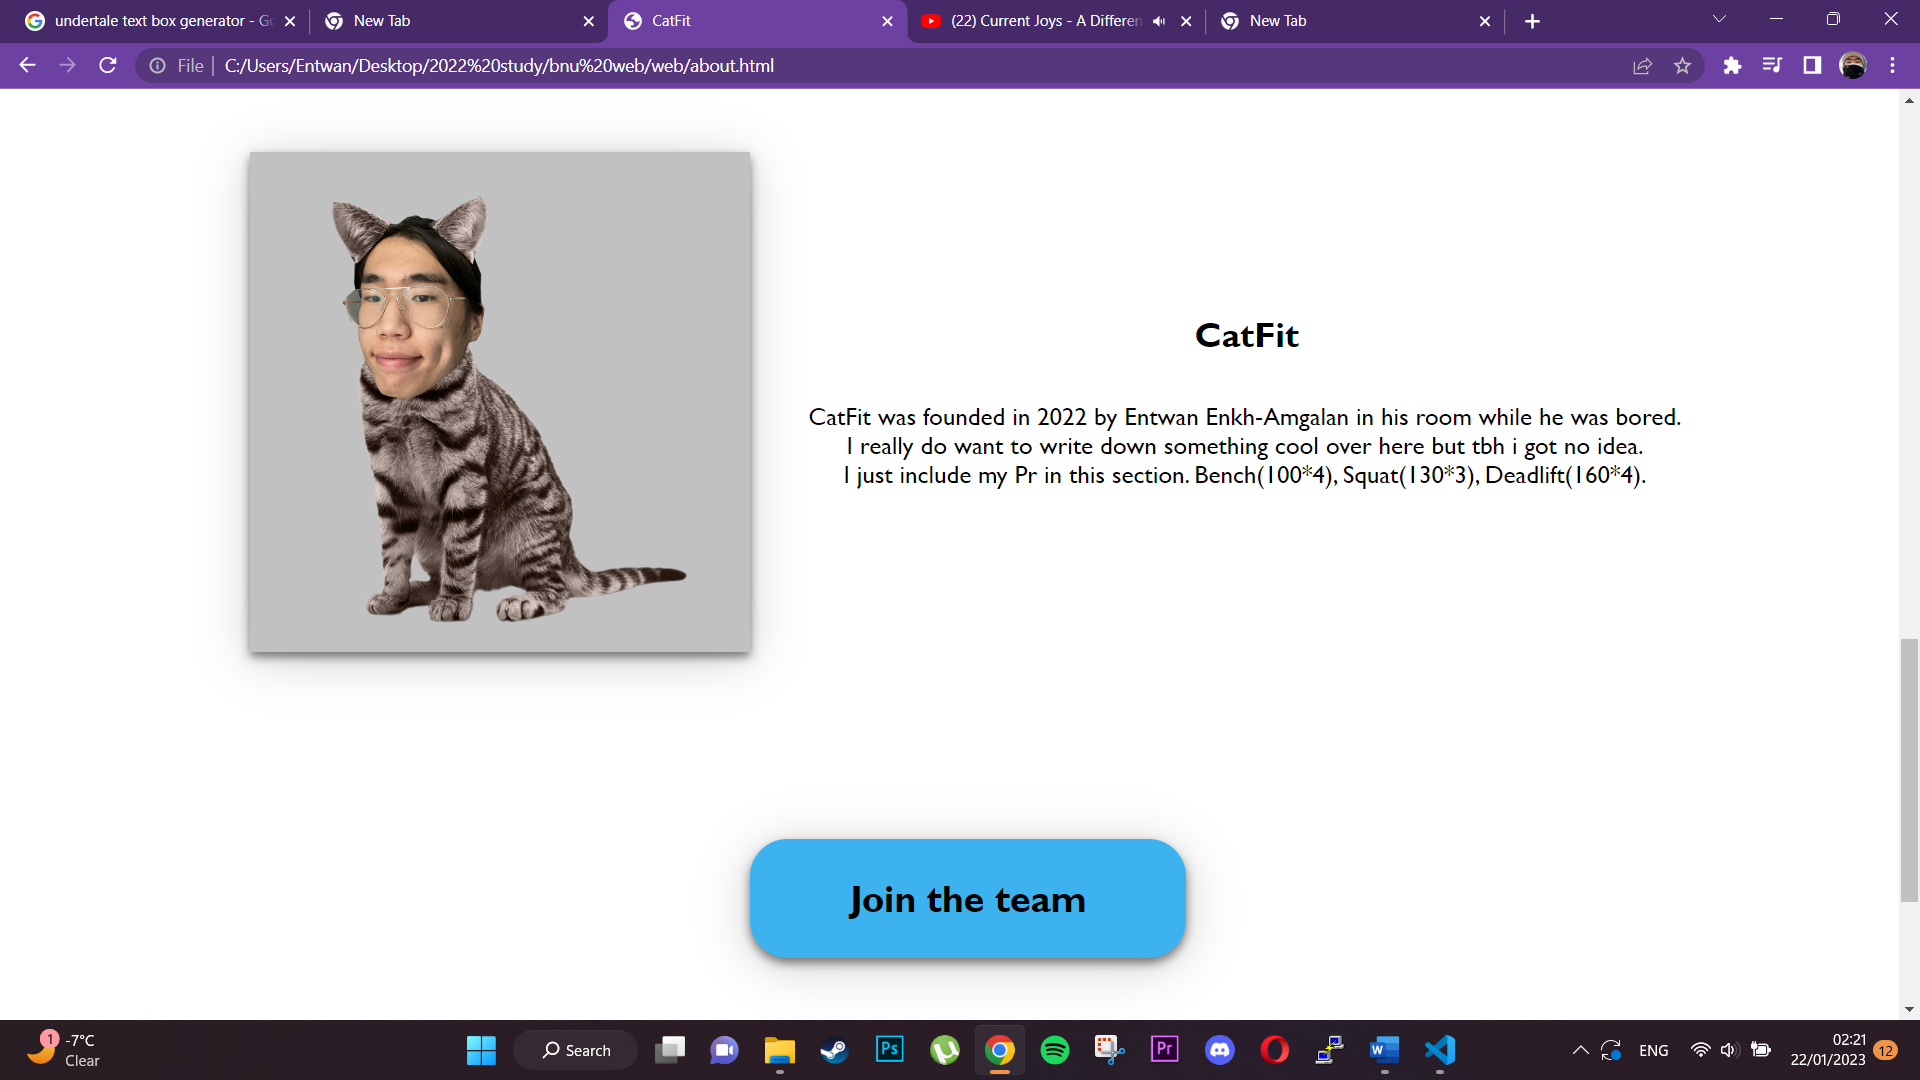 undertale text box generator - Go
New Tab
CatFit
(22) Current Joys - A Differen
New Tab
File
C:/Users/Entwan/Desktop/2022%20study/bnu%20web/web/about.html
CatFit
CatFit was founded in 2022 by Entwan Enkh-Amgalan in his room while he was bored.
I really do want to write down something cool over here but tbh i got no idea.
I just include my Pr in this section. Bench(100*4), Squat(130*3), Deadlift(160*4).
Join the team
1
-7°C
Clear
Search
Ps
Pr
W
ENG
02:21
22/01/2023
12